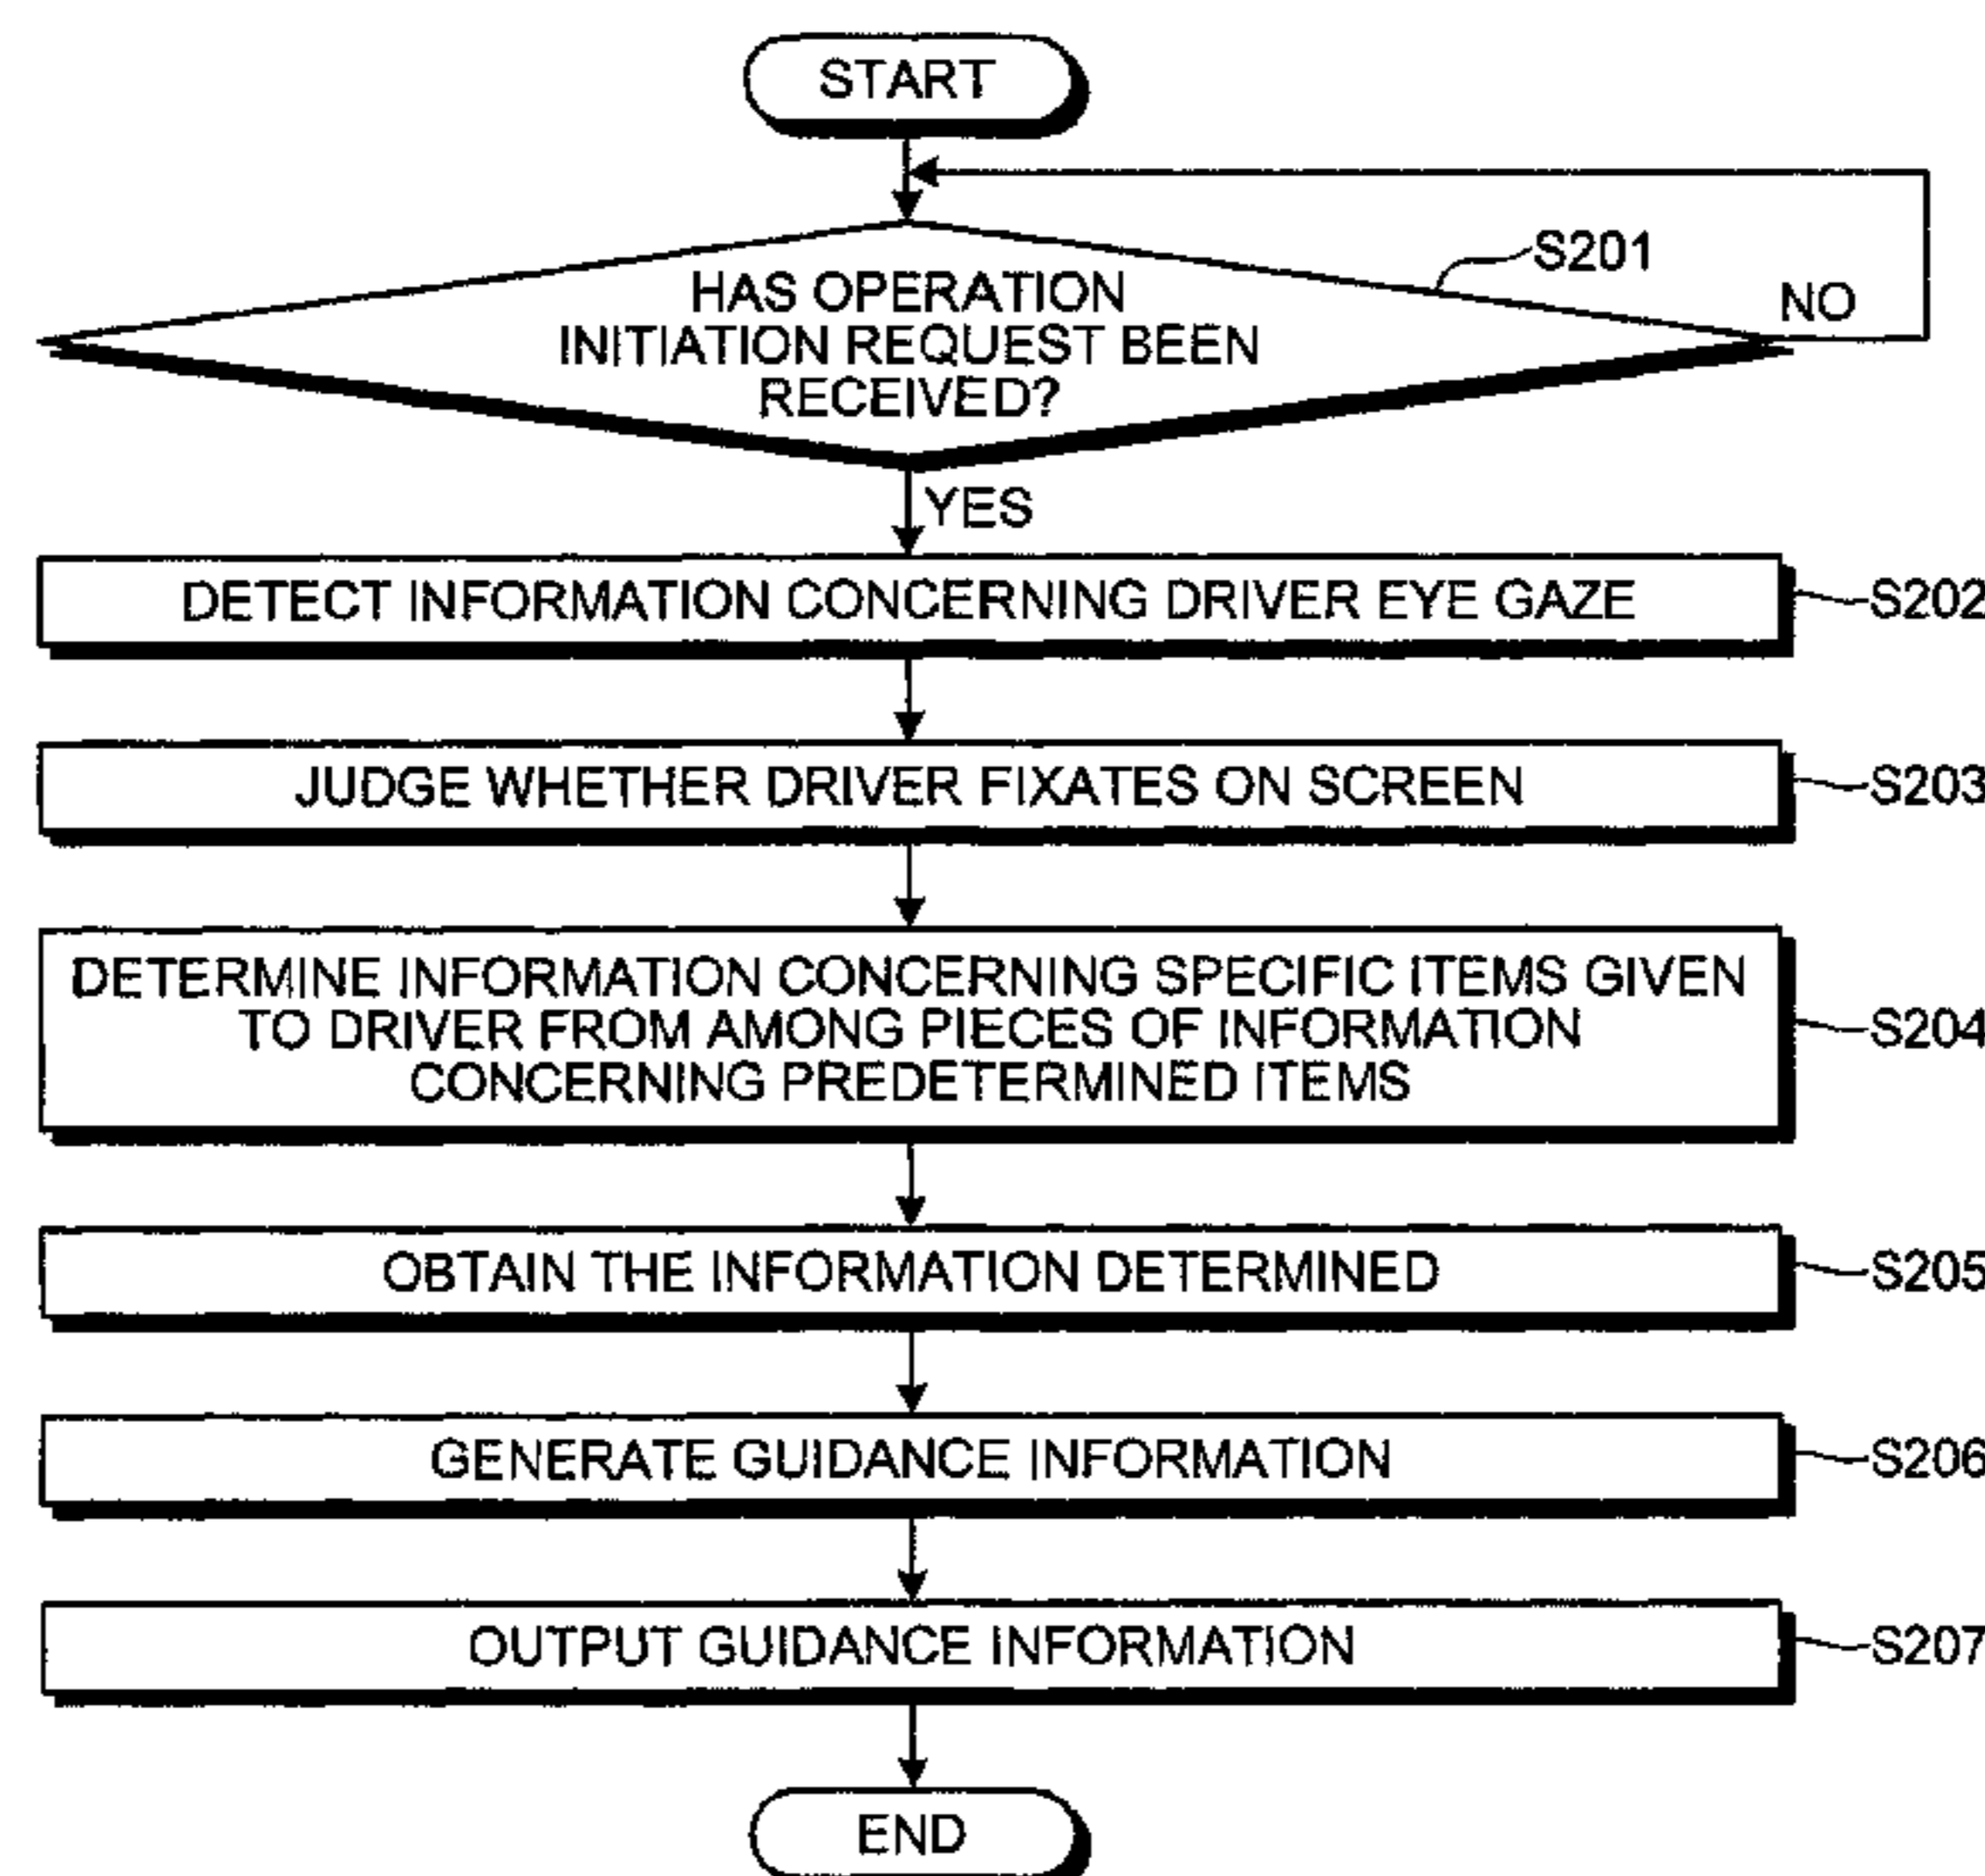 START
S201
HAS OPERATION
INITIATION REQUEST BEEN
RECEIVED?
NO
YES
DETECT INFORMATION CONCERNING DRIVER EYE GAZE
S202
JUDGE WHETHER DRIVER FIXATES ON SCREEN
S203
DETERMINE INFORMATION CONCERNING SPECIFIC ITEMS GIVEN
TO DRIVER FROM AMONG PIECES OF INFORMATION
CONCERNING PREDETERMINED ITEMS
S204
OBTAIN THE INFORMATION DETERMINED
S205
GENERATE GUIDANCE INFORMATION
S206
OUTPUT GUIDANCE INFORMATION
S207
END